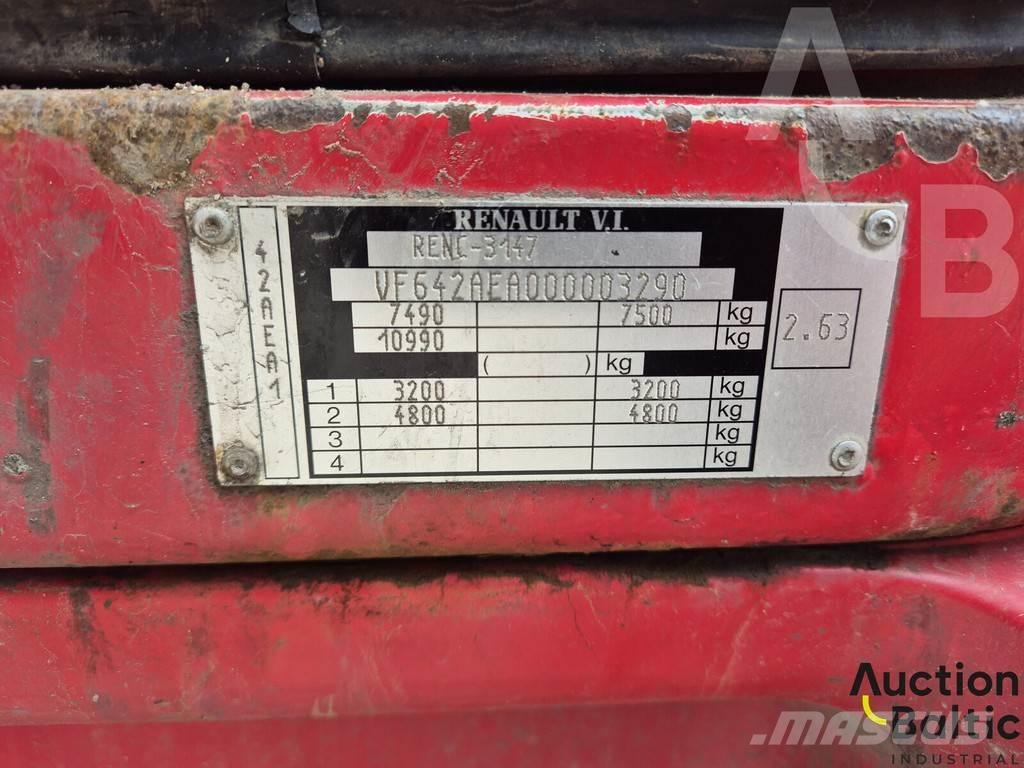 RENAULT V.I.
RENC-3147
VF642AEA000003290
7490 7500 kg
10990 kg
( ) kg
1 3200 3200 kg
2 4800 4800 kg
3 kg
4 kg
42AEA1
2.63
AB
Auction
Baltic
INDUSTRIAL
MASCUS